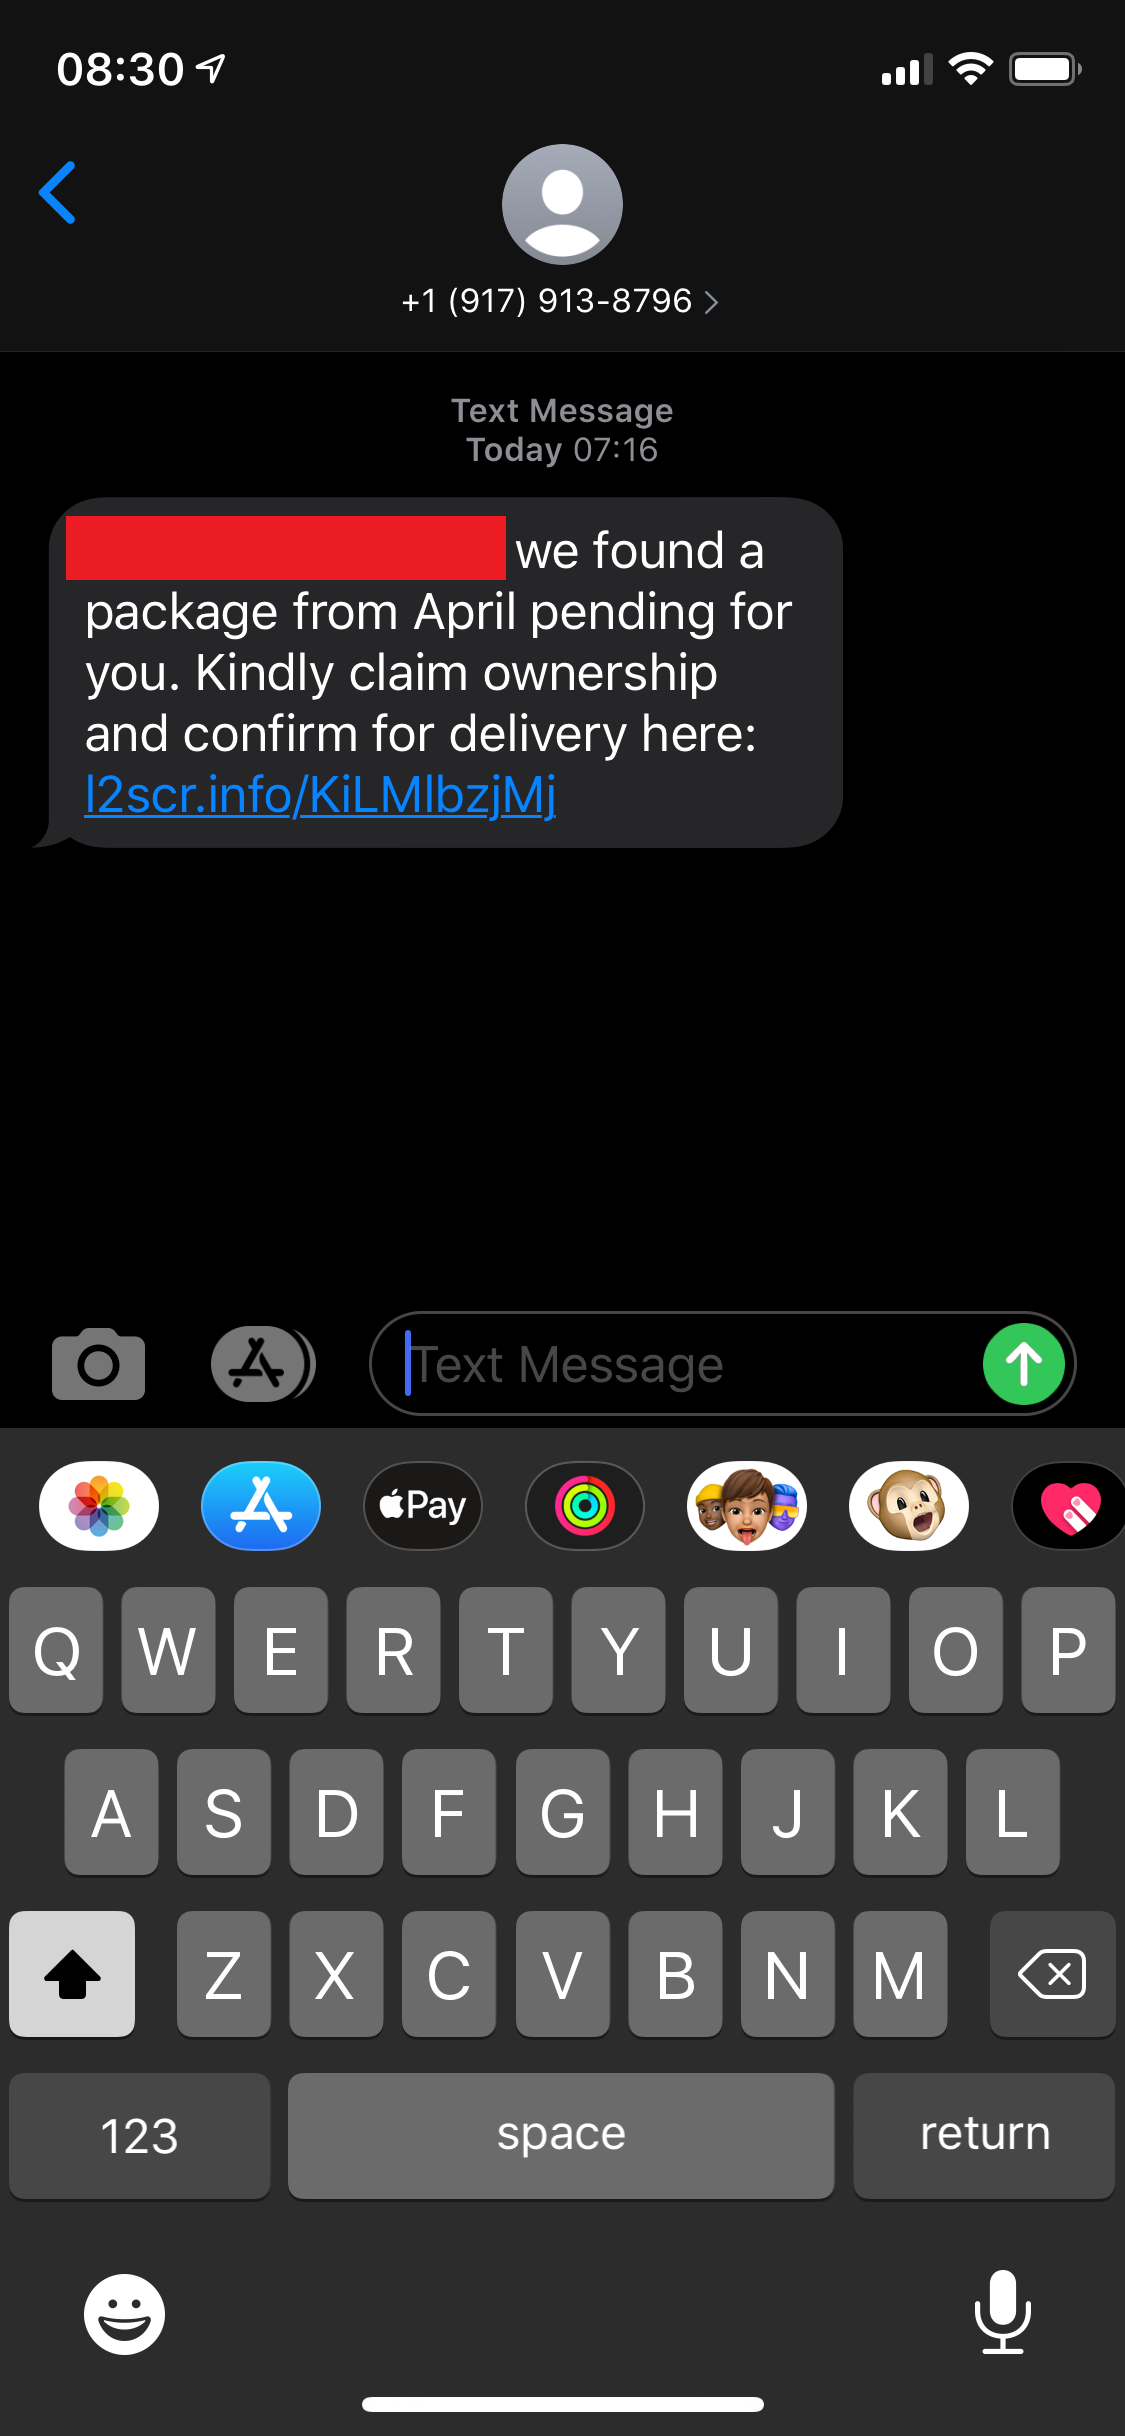 08:30
+1 (917) 913-8796
Text Message
Today 07:16
we found a
package from April pending for
you. Kindly claim ownership
and confirm for delivery here:
l2scr.info/KiLMlbzjMj
Text Message
Pay
Q W E R T Y U I O P
A S D F G H J K L
Z X C V B N M
123 space return